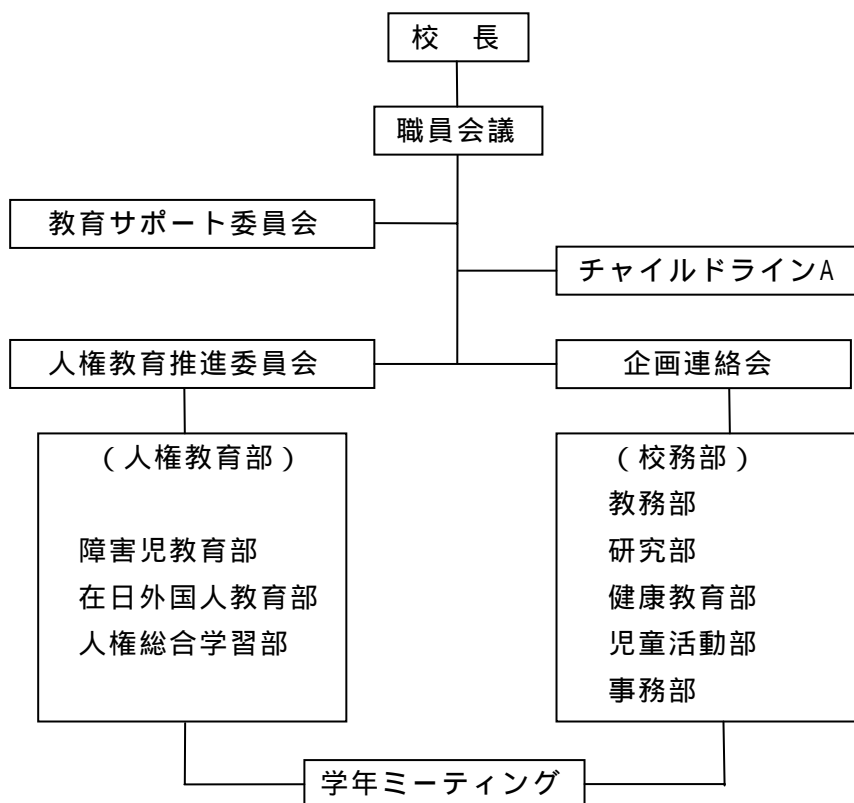 校　長
職員会議
教育サポート委員会
チャイルドラインA
人権教育推進委員会
企画連絡会
（人権教育部）
障害児教育部
在日外国人教育部
人権総合学習部
（校務部）
教務部
研究部
健康教育部
児童活動部
事務部
学年ミーティング